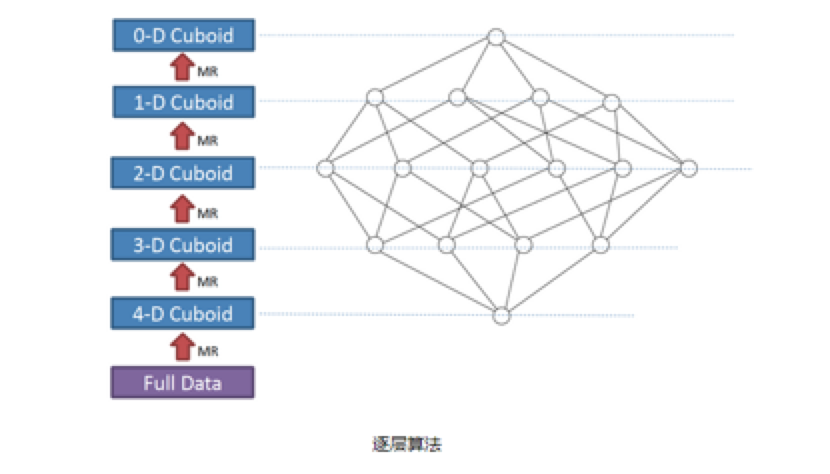 0-D Cuboid
MR
1-D Cuboid
MR
2-D Cuboid
MR
3-D Cuboid
MR
4-D Cuboid
MR
Full Data
逐层算法